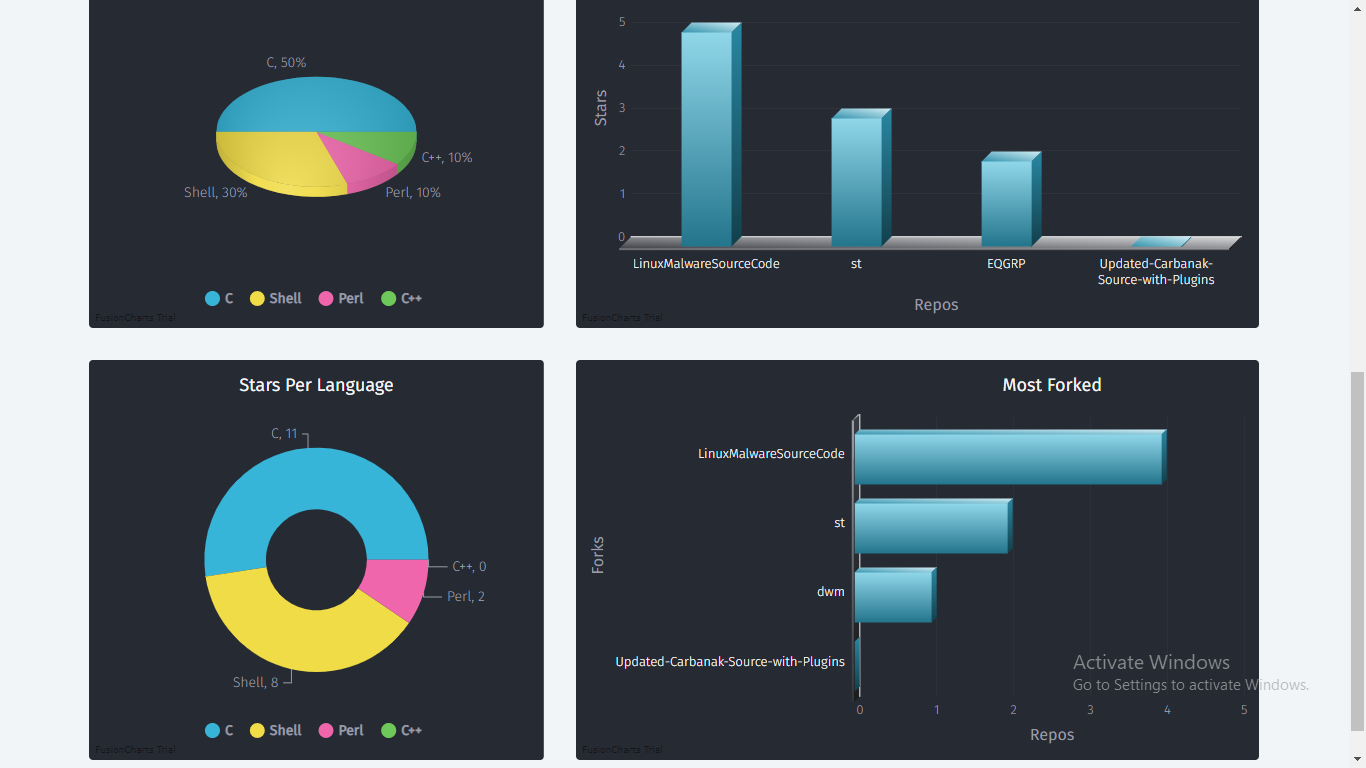 C, 50%
C++, 10%
Shell, 30%
Perl, 10%
C
Shell
Perl
C++
FusionCharts Trial
5
4
3
2
1
0
Stars
LinuxMalwareSourceCode
st
EQGRP
Updated-Carbanak-
Source-with-Plugins
Repos
FusionCharts Trial
Stars Per Language
C, 11
C++, 0
Perl, 2
Shell, 8
C
Shell
Perl
C++
FusionCharts Trial
Most Forked
Forks
LinuxMalwareSourceCode
st
dwm
Updated-Carbanak-Source-with-Plugins
0
1
2
3
4
5
Repos
FusionCharts Trial
Activate Windows
Go to Settings to activate Windows.